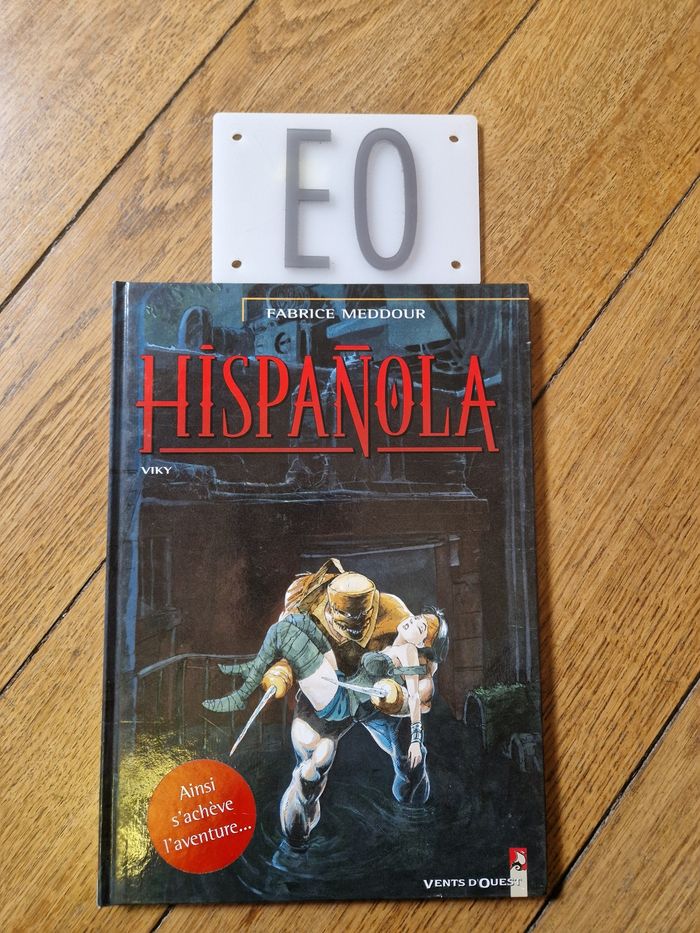 EO
FABRICE MEDDOUR
HISPAÑOLA
VIKY
Ainsi
s'achève
l'aventure...
VENTS D'OUEST